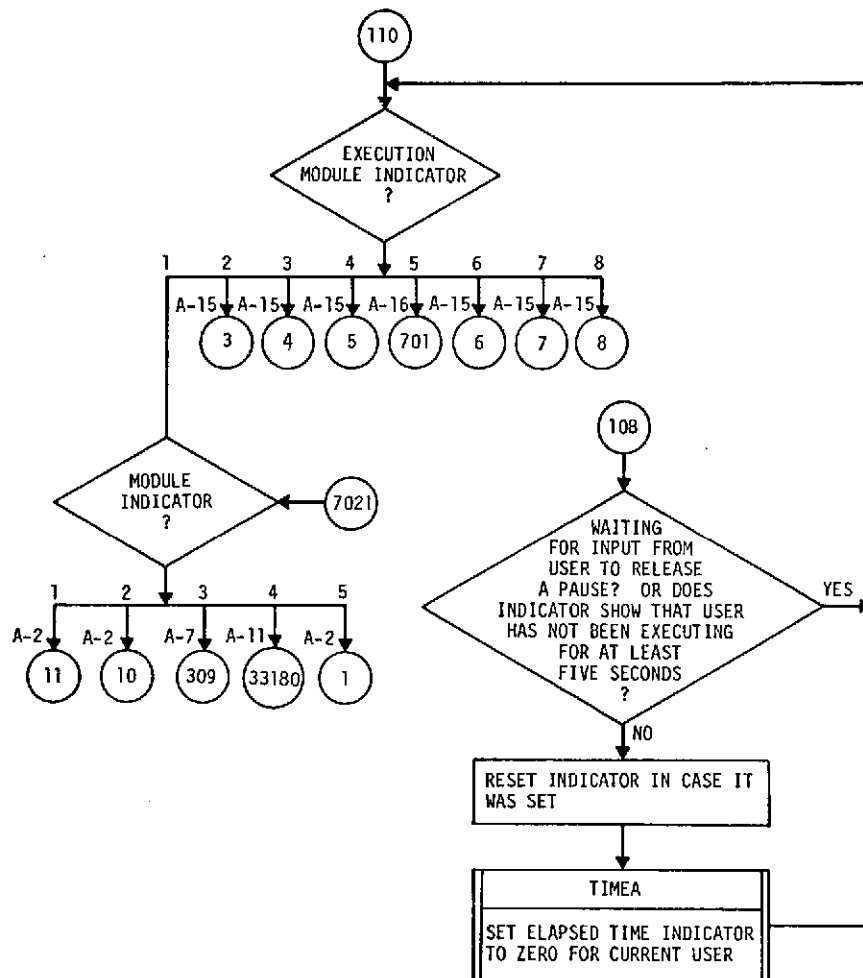 110
EXECUTION
MODULE INDICATOR
?
1 2 3 4 5 6 7 8
A-15 A-15 A-15 A-16 A-15 A-15 A-15
3 4 5 701 6 7 8
MODULE
INDICATOR
?
7021
1 2 3 4 5
A-2 A-2 A-7 A-11 A-2
11 10 309 33180 1
108
WAITING
FOR INPUT FROM
USER TO RELEASE
A PAUSE? OR DOES
INDICATOR SHOW THAT USER
HAS NOT BEEN EXECUTING
FOR AT LEAST
FIVE SECONDS
?
YES
NO
RESET INDICATOR IN CASE IT
WAS SET
TIMEA
SET ELAPSED TIME INDICATOR
TO ZERO FOR CURRENT USER